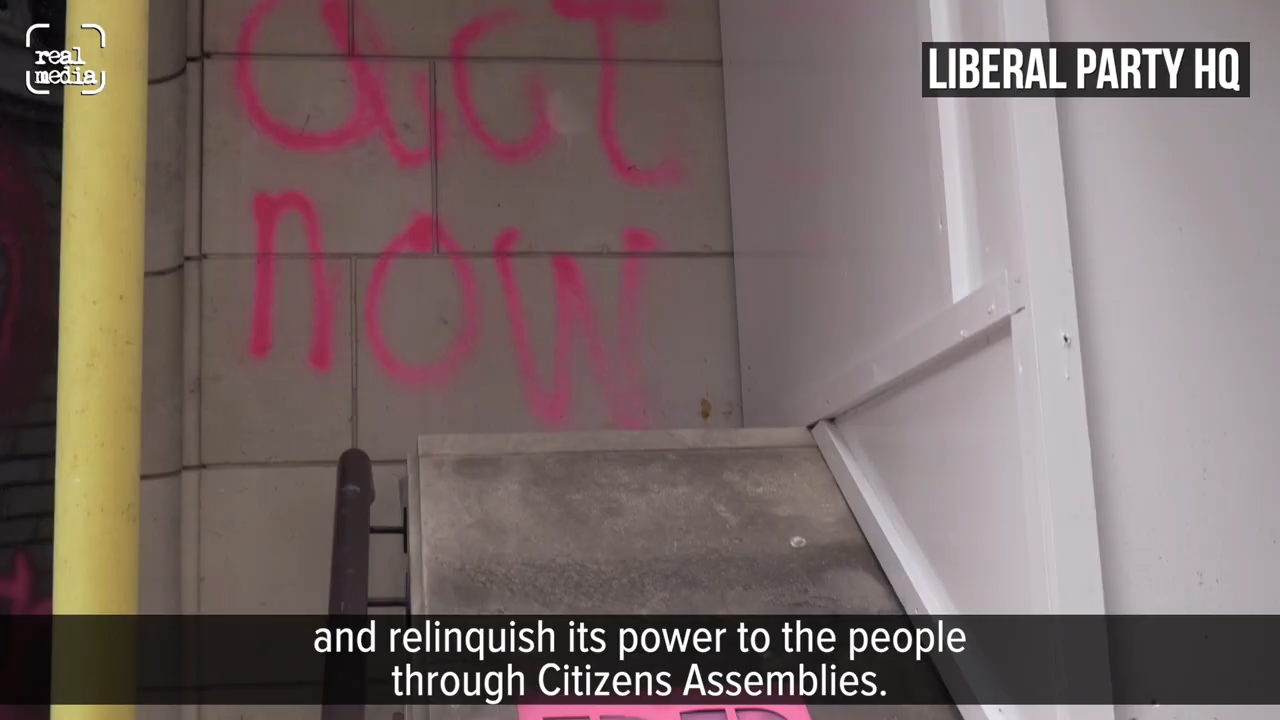 real
media
LIBERAL PARTY HQ
act
now
and relinquish its power to the people
through Citizens Assemblies.